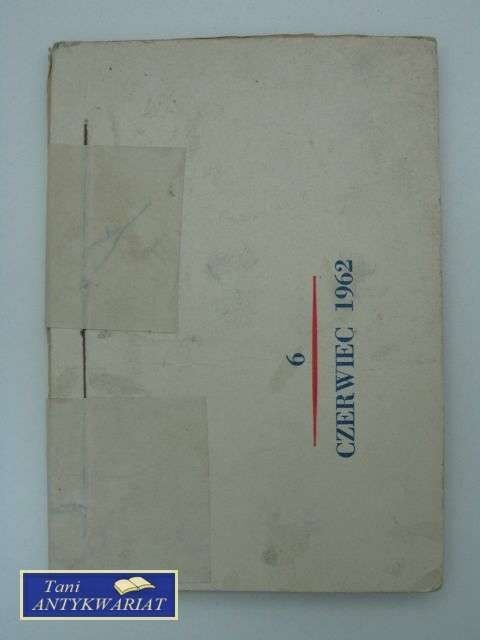 6
CZERWIEC 1962
Tani
ANTYKWARIAT